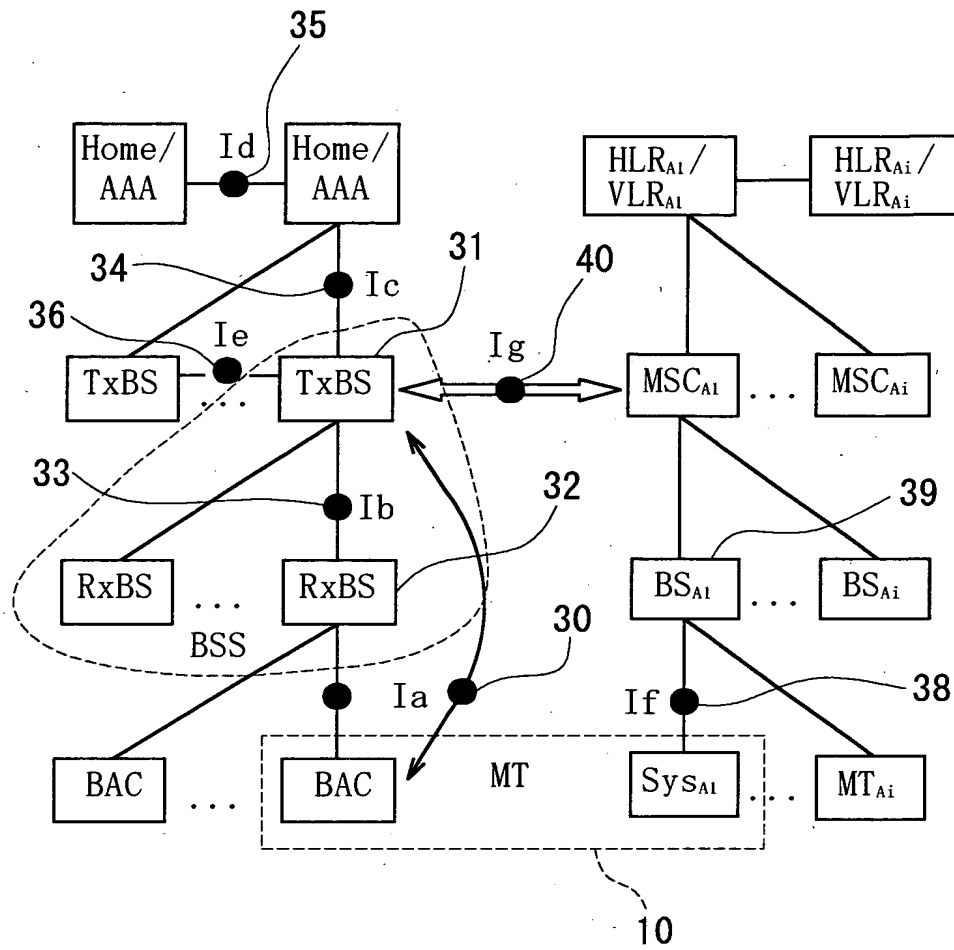 35
Home/ Id Home/ HLRA1/ HLRAi/
AAA AAA VLRA1 VLRAi
34 Ic 31 40
36 Ie Ig
TxBS ... TxBS MSCA1 ... MSCAi
33 Ib 32 39
RxBS ... RxBS BSA1 ... BSAi
BSS 30
Ia If 38
BAC ... BAC MT SysA1 ... MTAi
10